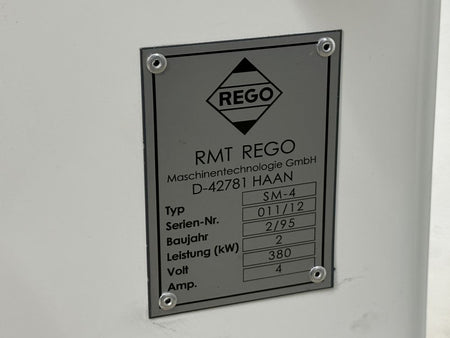 REGO
RMT REGO
Maschinentechnologie GmbH
D-42781 HAAN
Typ SM-4
Serien-Nr. 011/12
Baujahr 2/95
Leistung (kW) 2
Volt 380
Amp. 4